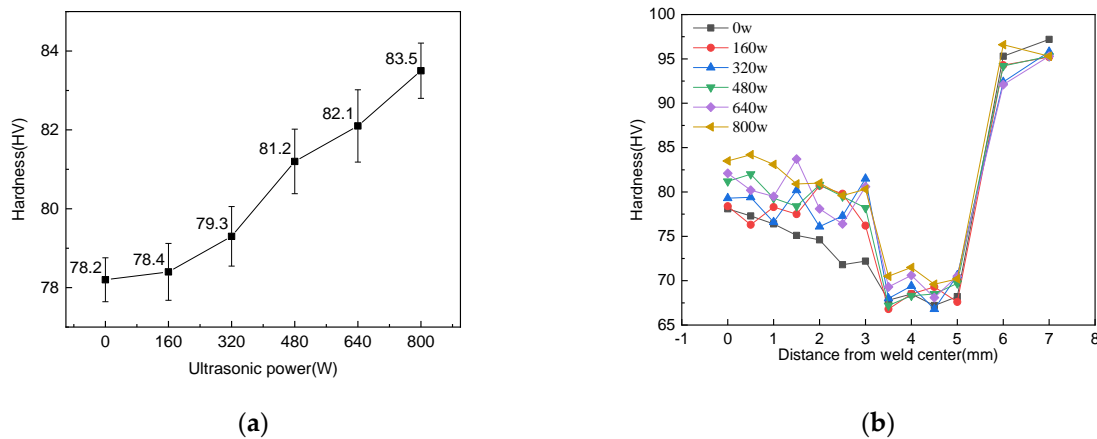 84
82
80
78
Hardness(HV)
78.2
78.4
79.3
81.2
82.1
83.5
0 160 320 480 640 800
Ultrasonic power(W)
(a)
100
95
90
85
80
75
70
65
Hardness(HV)
0w
160w
320w
480w
640w
800w
-1 0 1 2 3 4 5 6 7 8
Distance from weld center(mm)
(b)